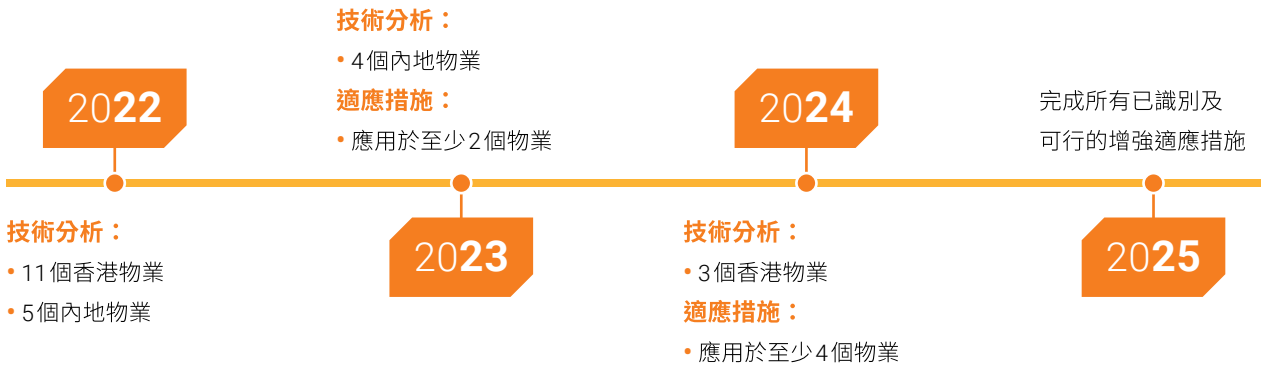 2022
技術分析：
• 11個香港物業
• 5個內地物業
技術分析：
• 4個內地物業
適應措施：
• 應用於至少2個物業
2023
2024
技術分析：
• 3個香港物業
適應措施：
• 應用於至少4個物業
完成所有已識別及
可行的增強適應措施
2025